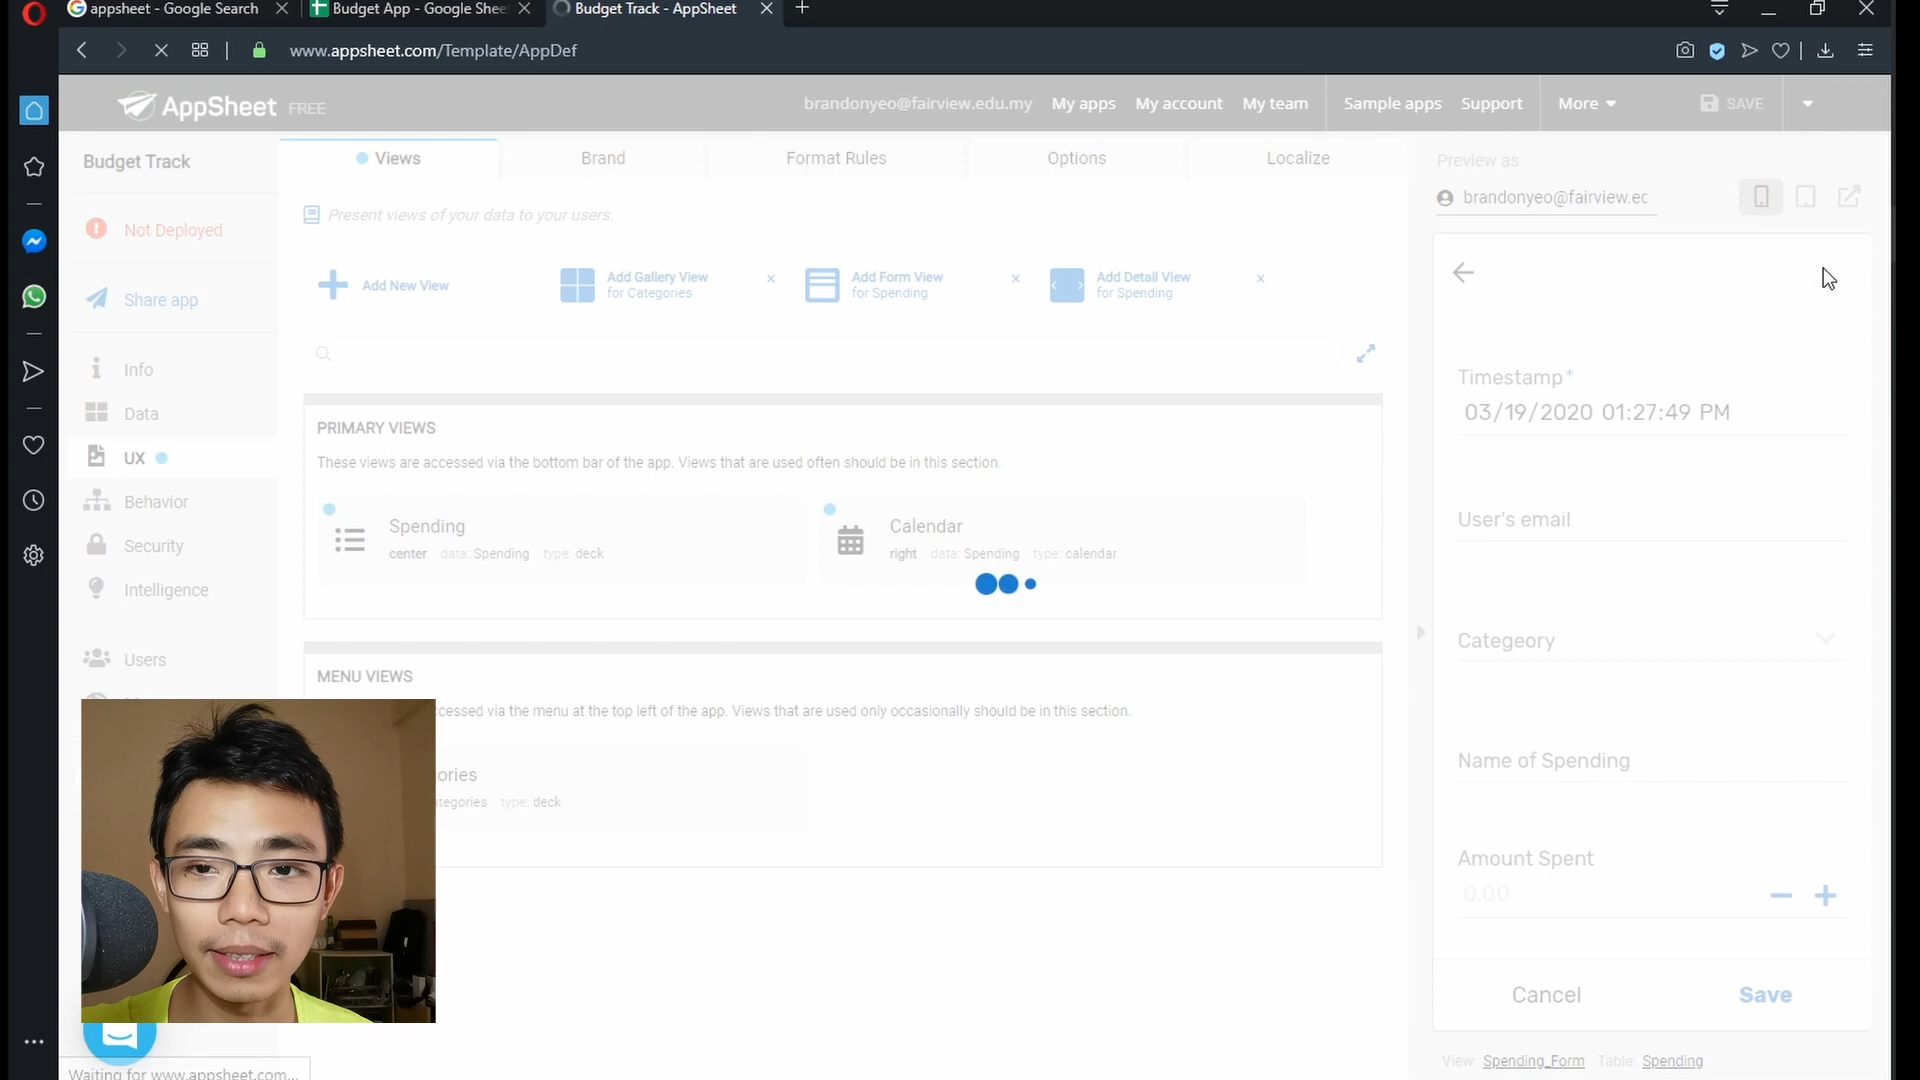 appsheet - Google Search
Budget App - Google She
Budget Track - AppSheet
www.appsheet.com/Template/AppDef
AppSheet FREE
brandonyeo@fairview.edu.my
My apps
My account
My team
Sample apps
Support
More
SAVE
Budget Track
Not Deployed
Share app
Info
Data
UX
Behavior
Security
Intelligence
Users
Views
Brand
Format Rules
Options
Localize
Present views of your data to your users.
Add New View
Add Gallery View
for Categories
Add Form View
for Spending
Add Detail View
for Spending
PRIMARY VIEWS
These views are accessed via the bottom bar of the app. Views that are used often should be in this section.
Spending
center data: Spending type: deck
Calendar
right data: Spending type: calendar
MENU VIEWS
cessed via the menu at the top left of the app. Views that are used only occasionally should be in this section.
ories
tegories type: deck
Preview as
brandonyeo@fairview.ec
Timestamp*
03/19/2020 01:27:49 PM
User's email
Categeory
Name of Spending
Amount Spent
0.00
Cancel
Save
View: Spending_Form Table: Spending
Waiting for www.appsheet.com...